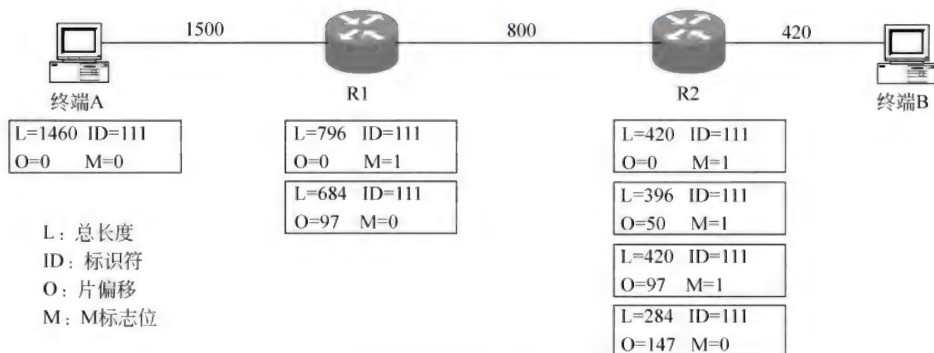 1500
800
420
终端A
R1
R2
终端B
L=1460 ID=111
O=0 M=0
L=796 ID=111
O=0 M=1
L=684 ID=111
O=97 M=0
L=420 ID=111
O=0 M=1
L=396 ID=111
O=50 M=1
L=420 ID=111
O=97 M=1
L=284 ID=111
O=147 M=0
L：总长度
ID：标识符
O：片偏移
M：M标志位